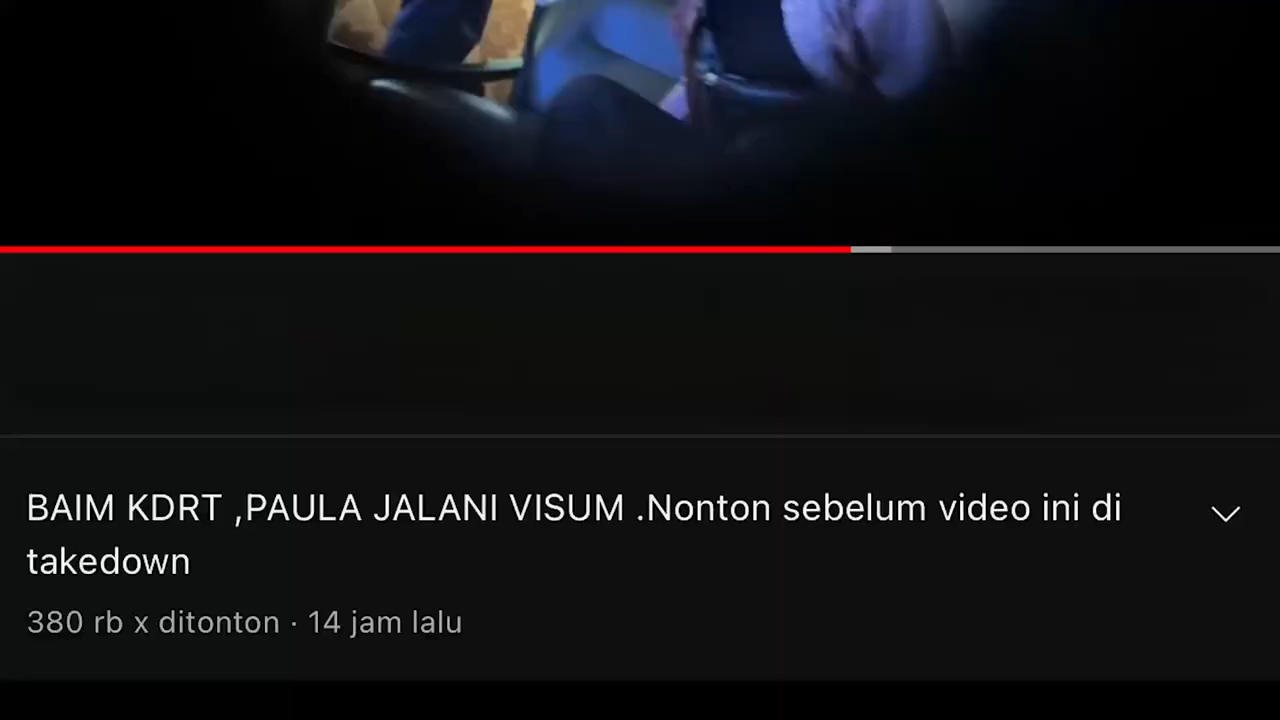 BAIM KDRT ,PAULA JALANI VISUM .Nonton sebelum video ini di
takedown
380 rb x ditonton · 14 jam lalu